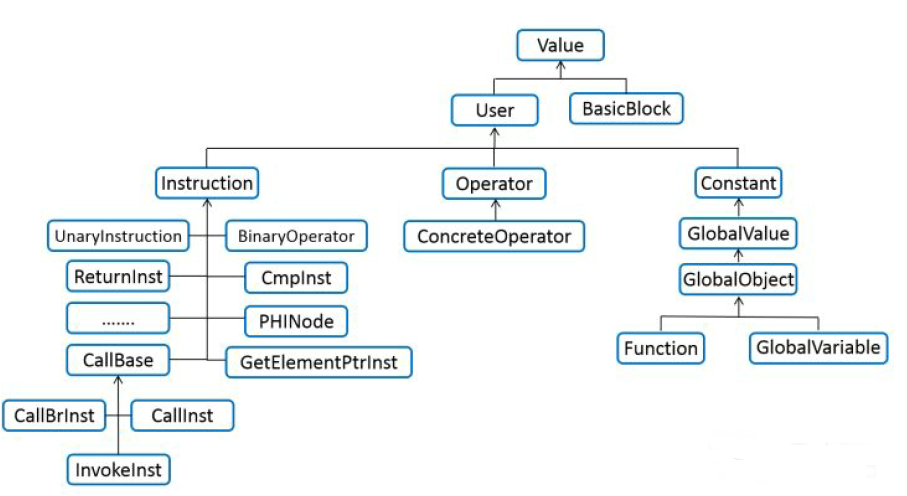 Value
User
BasicBlock
Instruction
Operator
Constant
UnaryInstruction
BinaryOperator
ConcreteOperator
GlobalValue
ReturnInst
CmpInst
GlobalObject
.......
PHINode
CallBase
GetElementPtrInst
Function
GlobalVariable
CallBrInst
CallInst
InvokeInst